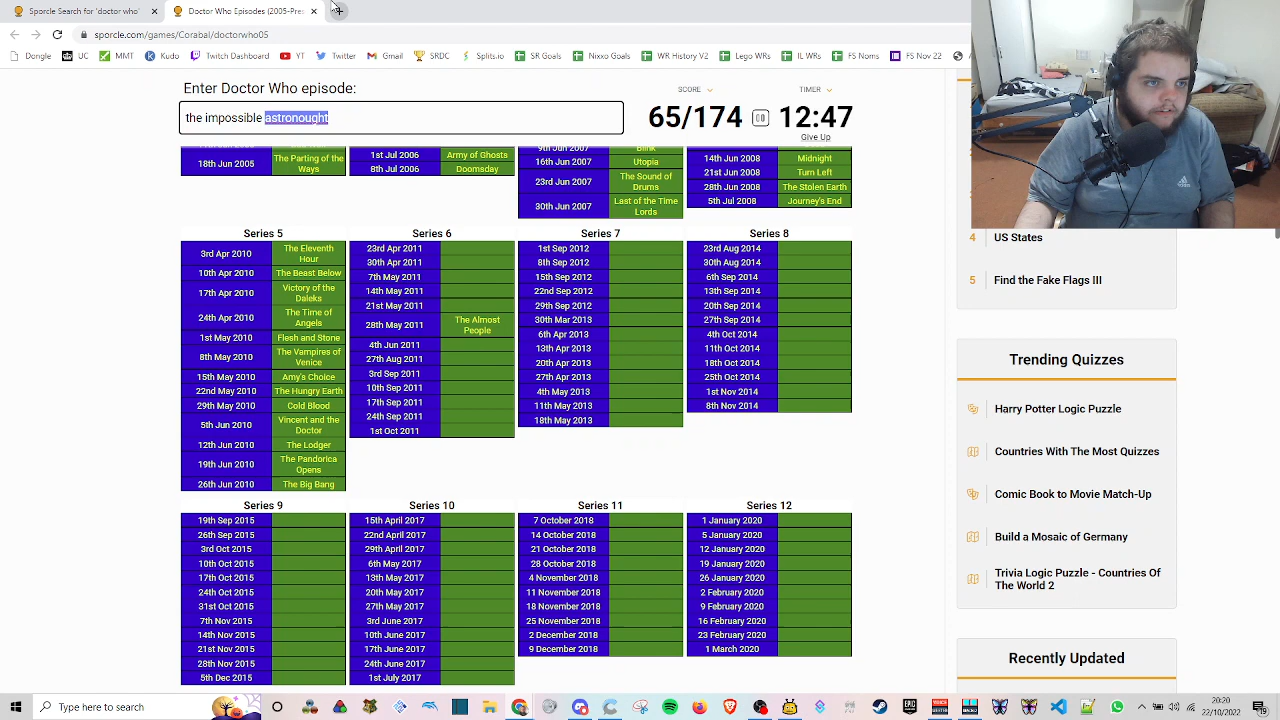 Sporcle Search for 'doctor who'
Doctor Who Episodes (2005-Pre
sporcle.com/games/Corabal/doctorwho05
Dongle UC MMT Kudo YT Twitter Gmail SRDC Splits.io SR Goals Nixxo Goals WR History V2 Lego WRs IL WRs FS Noms FS Nov 22
Enter Doctor Who episode:
the impossible astronought
SCORE
65/174
TIMER
12:47
Give Up
18th Jun 2005 The Parting of the Ways
1st Jul 2006 Army of Ghosts
8th Jul 2006 Doomsday
9th Jun 2007 Blink
16th Jun 2007 Utopia
23rd Jun 2007 The Sound of Drums
30th Jun 2007 Last of the Time Lords
14th Jun 2008 Midnight
21st Jun 2008 Turn Left
28th Jun 2008 The Stolen Earth
5th Jul 2008 Journey's End
Series 5
3rd Apr 2010 The Eleventh Hour
10th Apr 2010 The Beast Below
17th Apr 2010 Victory of the Daleks
24th Apr 2010 The Time of Angels
1st May 2010 Flesh and Stone
8th May 2010 The Vampires of Venice
15th May 2010 Amy's Choice
22nd May 2010 The Hungry Earth
29th May 2010 Cold Blood
5th Jun 2010 Vincent and the Doctor
12th Jun 2010 The Lodger
19th Jun 2010 The Pandorica Opens
26th Jun 2010 The Big Bang
Series 6
23rd Apr 2011
30th Apr 2011
7th May 2011
14th May 2011
21st May 2011
28th May 2011 The Almost People
4th Jun 2011
27th Aug 2011
3rd Sep 2011
10th Sep 2011
17th Sep 2011
24th Sep 2011
1st Oct 2011
Series 7
1st Sep 2012
8th Sep 2012
15th Sep 2012
22nd Sep 2012
29th Sep 2012
30th Mar 2013
6th Apr 2013
13th Apr 2013
20th Apr 2013
27th Apr 2013
4th May 2013
11th May 2013
18th May 2013
Series 8
23rd Aug 2014
30th Aug 2014
6th Sep 2014
13th Sep 2014
20th Sep 2014
27th Sep 2014
4th Oct 2014
11th Oct 2014
18th Oct 2014
25th Oct 2014
1st Nov 2014
8th Nov 2014
Series 9
19th Sep 2015
26th Sep 2015
3rd Oct 2015
10th Oct 2015
17th Oct 2015
24th Oct 2015
31st Oct 2015
7th Nov 2015
14th Nov 2015
21st Nov 2015
28th Nov 2015
5th Dec 2015
Series 10
15th April 2017
22nd April 2017
29th April 2017
6th May 2017
13th May 2017
20th May 2017
27th May 2017
3rd June 2017
10th June 2017
17th June 2017
24th June 2017
1st July 2017
Series 11
7 October 2018
14 October 2018
21 October 2018
28 October 2018
4 November 2018
11 November 2018
18 November 2018
25 November 2018
2 December 2018
9 December 2018
Series 12
1 January 2020
5 January 2020
12 January 2020
19 January 2020
26 January 2020
2 February 2020
9 February 2020
16 February 2020
23 February 2020
1 March 2020
4 US States
5 Find the Fake Flags III
Trending Quizzes
Harry Potter Logic Puzzle
Countries With The Most Quizzes
Comic Book to Movie Match-Up
Build a Mosaic of Germany
Trivia Logic Puzzle - Countries Of
The World 2
Recently Updated
Type here to search
20:20
22/10/2022
19